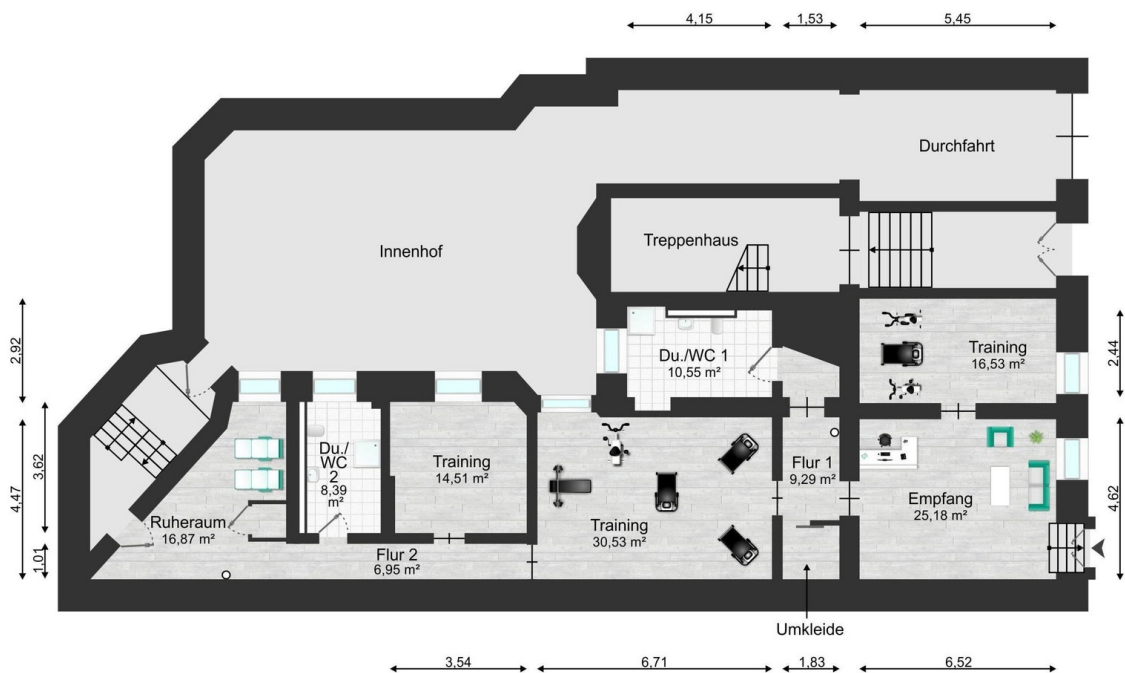 4,15
1,53
5,45
Durchfahrt
Treppenhaus
Innenhof
2,92
2,44
Du./WC 1
10,55 m²
Training
16,53 m²
4,47
3,62
1,01
Du./
WC
2
8,39
m²
Training
14,51 m²
Flur 1
9,29 m²
Empfang
25,18 m²
4,62
Ruheraum
16,87 m²
Training
30,53 m²
Flur 2
6,95 m²
Umkleide
3,54
6,71
1,83
6,52